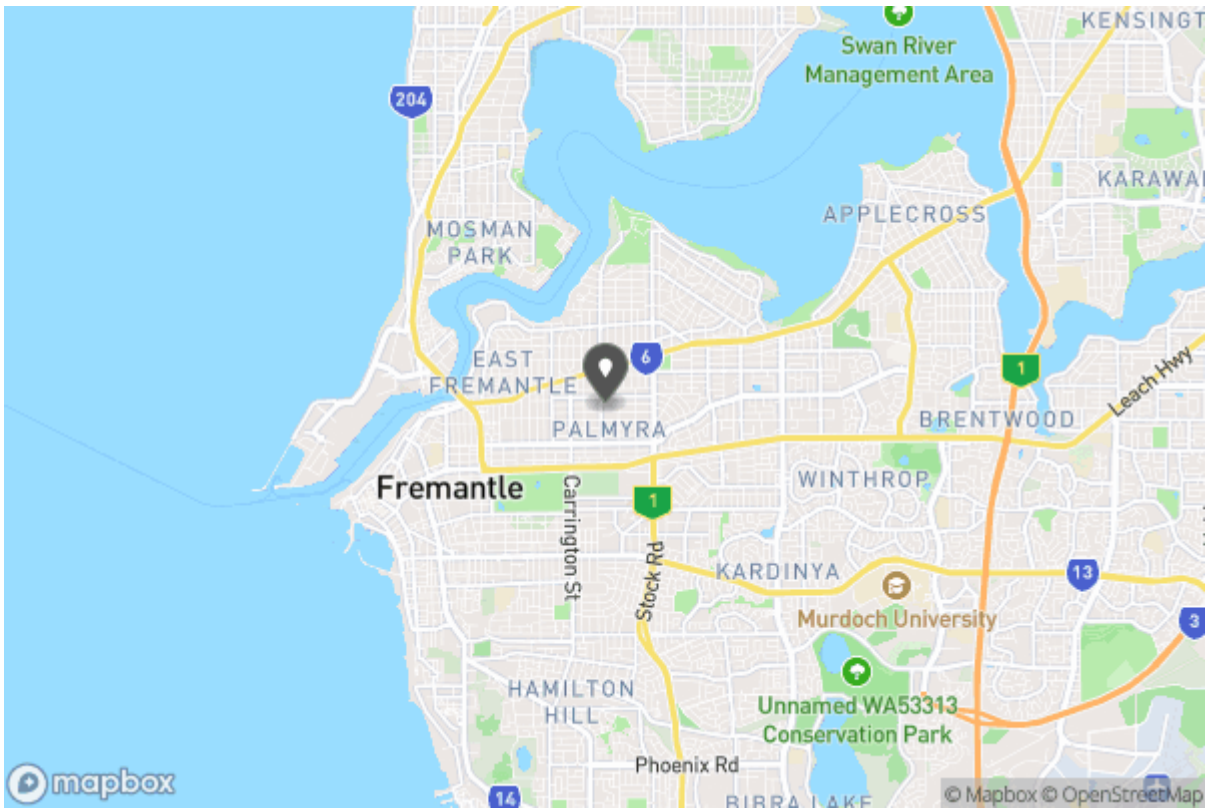 KENSINGT
Swan River
Management Area
204
KARAWA
APPLECROSS
MOSMAN
PARK
6
EAST
FREMANTLE
1
Leach Hwy
BRENTWOOD
PALMYRA
WINTHROP
Fremantle
Carrington St
1
Stock Rd
KARDINYA
13
Murdoch University
3
HAMILTON
HILL
Unnamed WA53313
Conservation Park
Phoenix Rd
14
BIBRA LAKE
mapbox
© Mapbox © OpenStreetMap